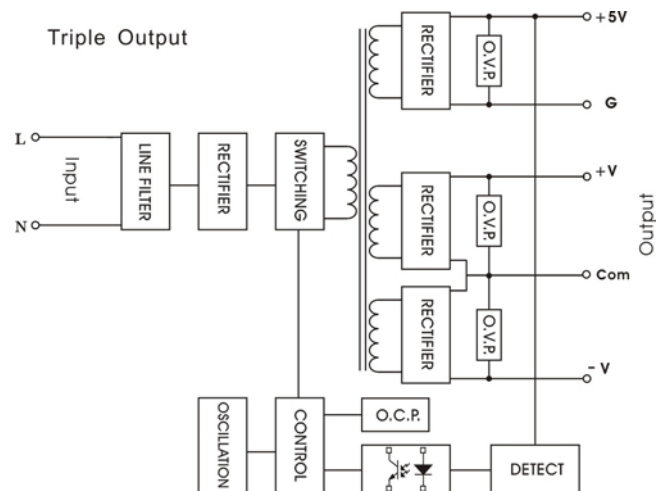 Triple Output
L
Input
N
LINE FILTER
RECTIFIER
SWITCHING
RECTIFIER
O.V.P.
+5V
G
RECTIFIER
O.V.P.
+V
Com
Output
RECTIFIER
O.V.P.
- V
OSCILLATION
CONTROL
O.C.P.
DETECT